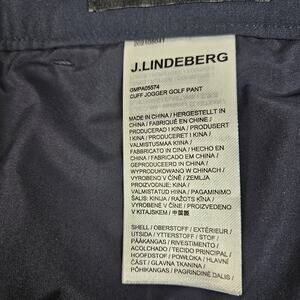 202108041
J.LINDEBERG
GMPA05574
CUFF JOGGER GOLF PANT
MADE IN CHINA / HERGESTELLT IN
CHINA / FABRIQUÉ EN CHINE /
PRODUCERAD I KINA / PRODUSERT
I KINA / PRODUCERET I KINA /
VALMISTUSMAA KIINA /
FABBRICATO IN CINA / HECHO EN
CHINA / FABRICADO EN CHINA /
GEPRODUCEERD IN CHINA /
WYPRODUKOWANO W CHINACH /
VYROBENO V ČÍNĚ / ZEMLJA
PROIZVODNJE: KINA /
VALMISTATUD HIINA / PAGAMINIMO
ŠALIS: KINIJA / RAŽOTS ĶĪNĀ /
VYROBENÉ V ČÍNE / PROIZVEDENO
V KITAJSKEM / 中国製
SHELL / OBERSTOFF / EXTÉRIEUR /
UTSIDA / YTTERSTOFF / STOF /
PÄÄKANGAS / RIVESTIMENTO /
ACOLCHADO / TECIDO PRINCIPAL /
HOOFDSTOF / POWŁOKA / HLAVNÍ
ČÁST / GLAVNA TKANINA /
PÕHIKANGAS / PAGRINDINĖ DALIS /